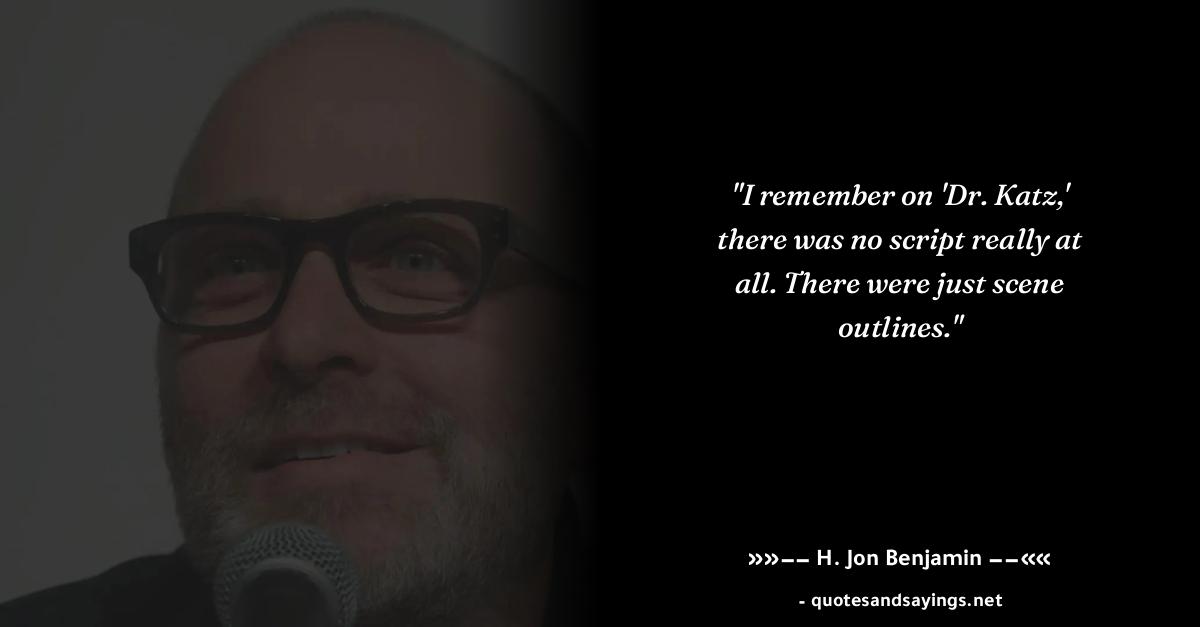 "I remember on 'Dr. Katz,'
there was no script really at
all. There were just scene
outlines."
»»−− H. Jon Benjamin −−««
- quotesandsayings.net